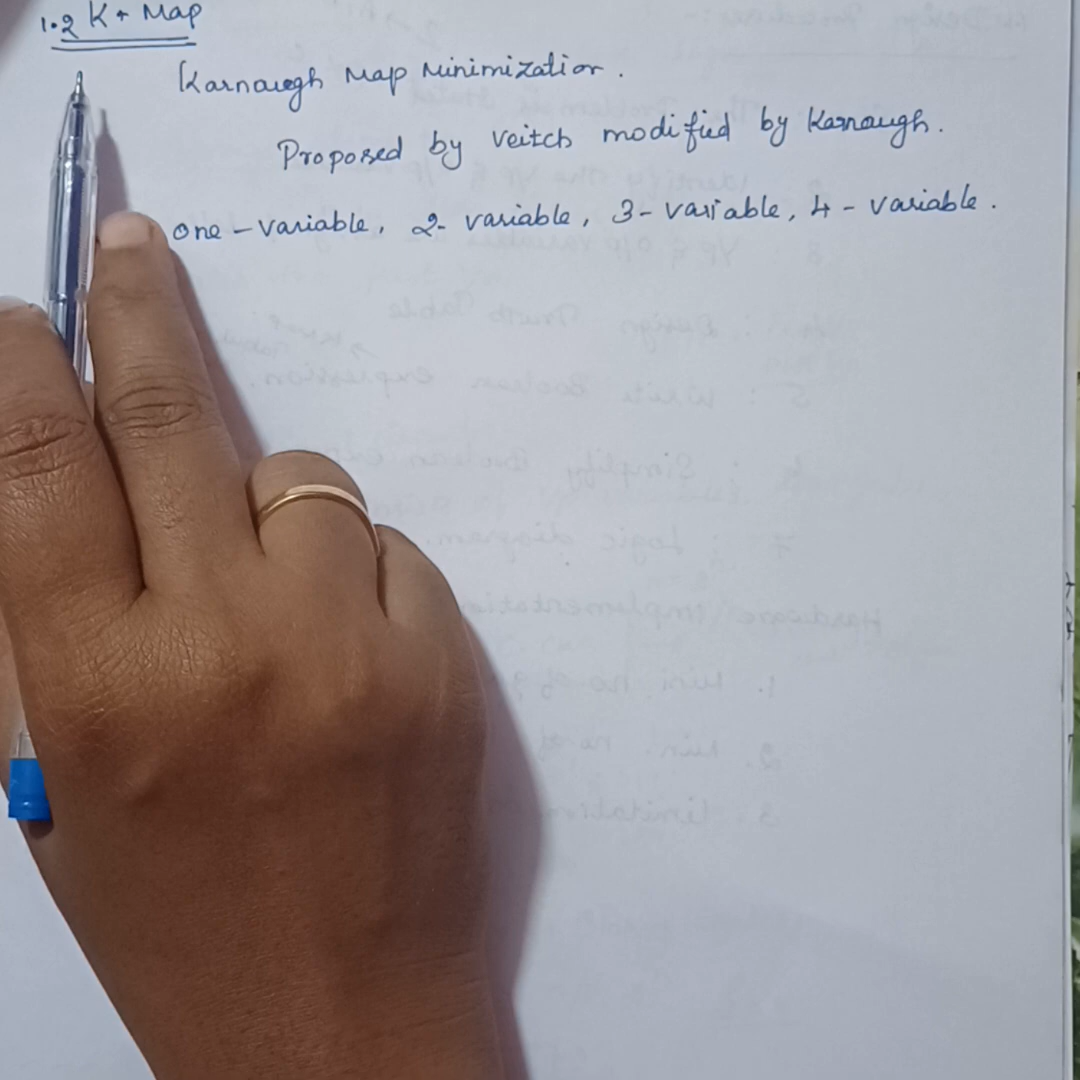 1.2 K-Map
Karnaugh Map Minimization.
Proposed by Veitch modified by Karnaugh.
one-variable, 2-variable, 3-variable, 4-variable.